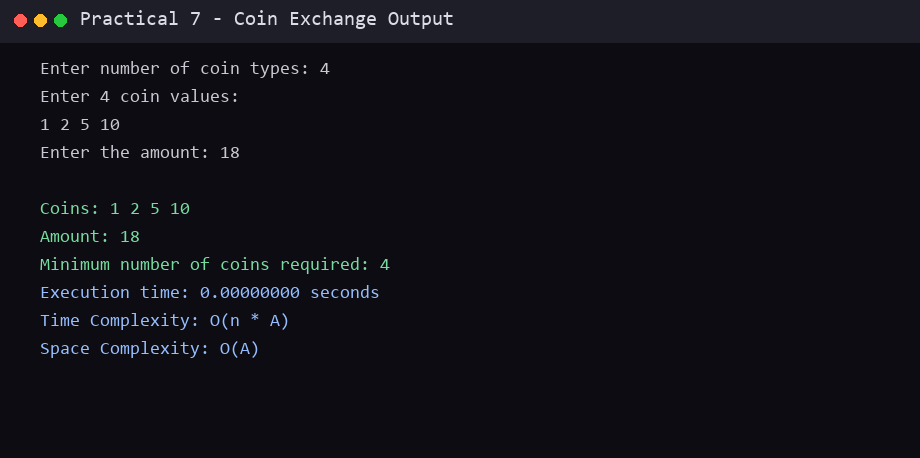 Practical 7 - Coin Exchange Output
Enter number of coin types: 4
Enter 4 coin values:
1 2 5 10
Enter the amount: 18
Coins: 1 2 5 10
Amount: 18
Minimum number of coins required: 4
Execution time: 0.00000000 seconds
Time Complexity: O(n * A)
Space Complexity: O(A)